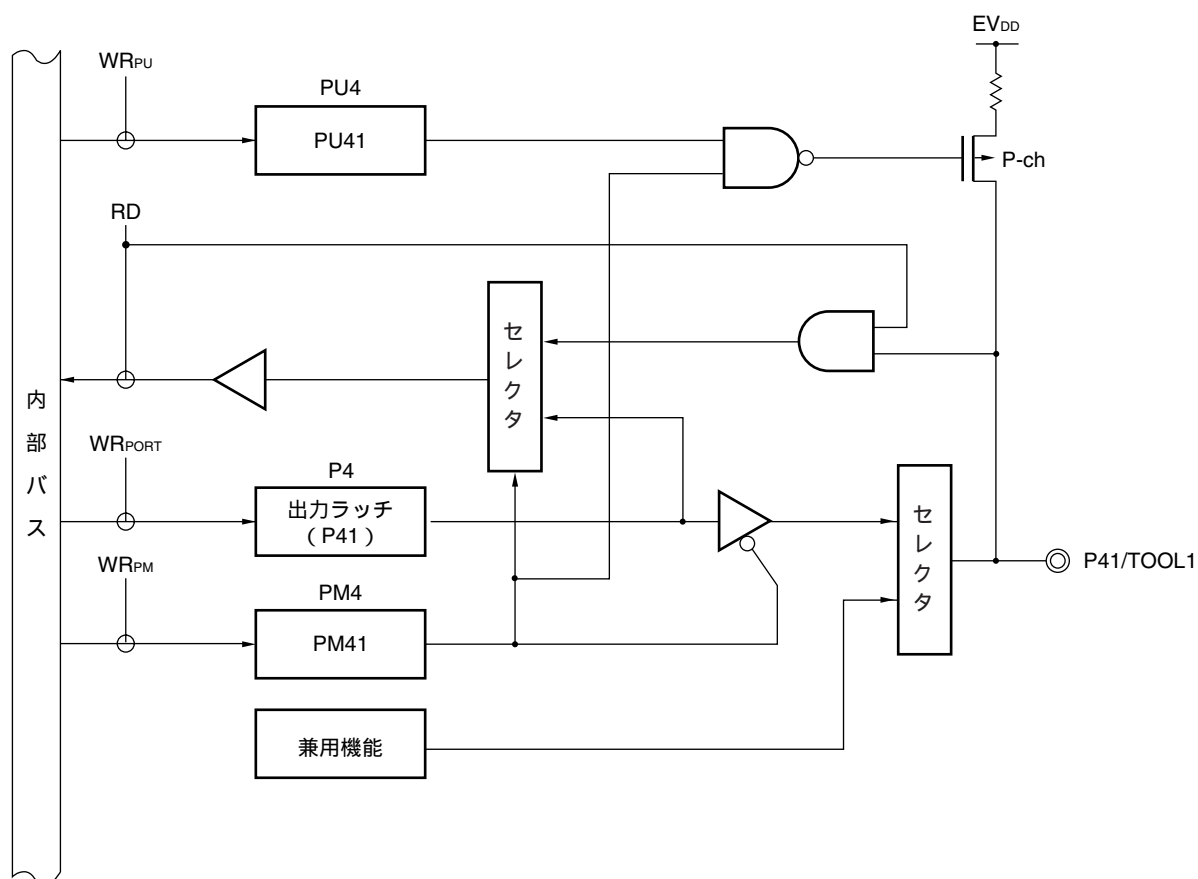 EVDD
WRPU
PU4
PU41
P-ch
RD
セレクタ
内部バス
WRPORT
P4
出力ラッチ
(P41)
セレクタ
P41/TOOL1
WRPM
PM4
PM41
兼用機能